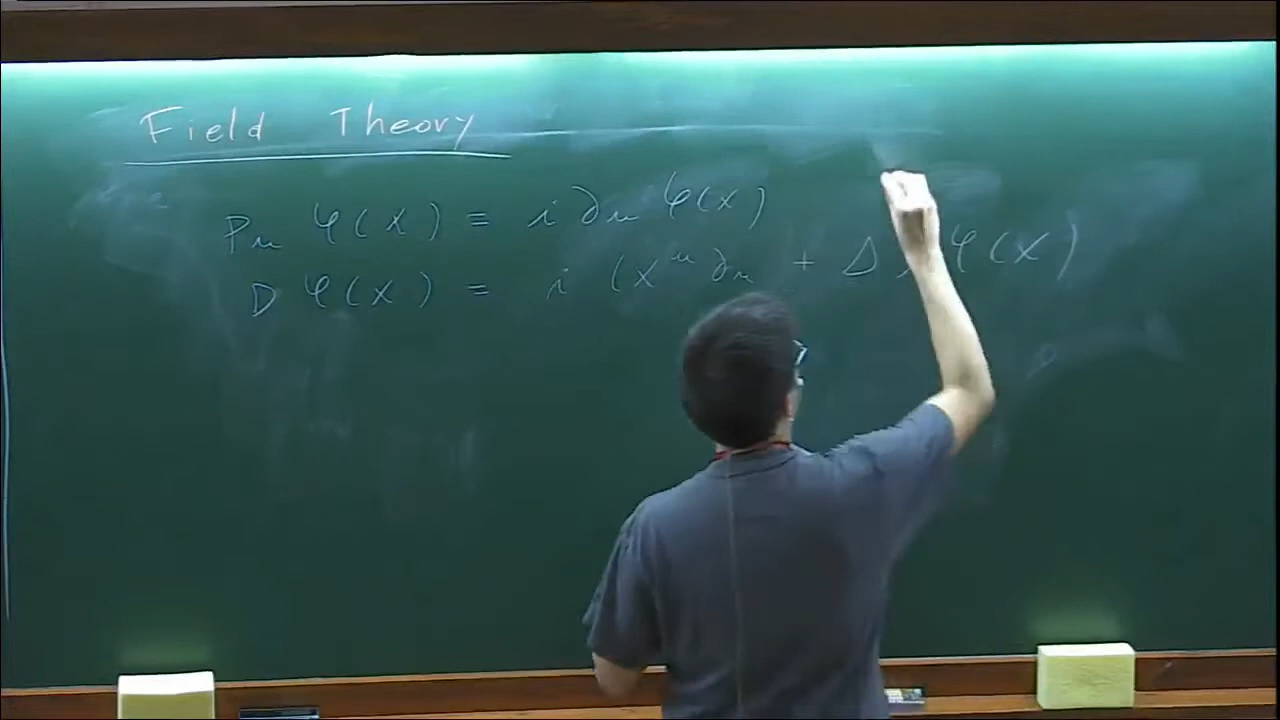 Field Theory
Pμ φ(x) = i ∂μ φ(x)
D φ(x) = i (x^μ ∂μ + Δ) φ(x)